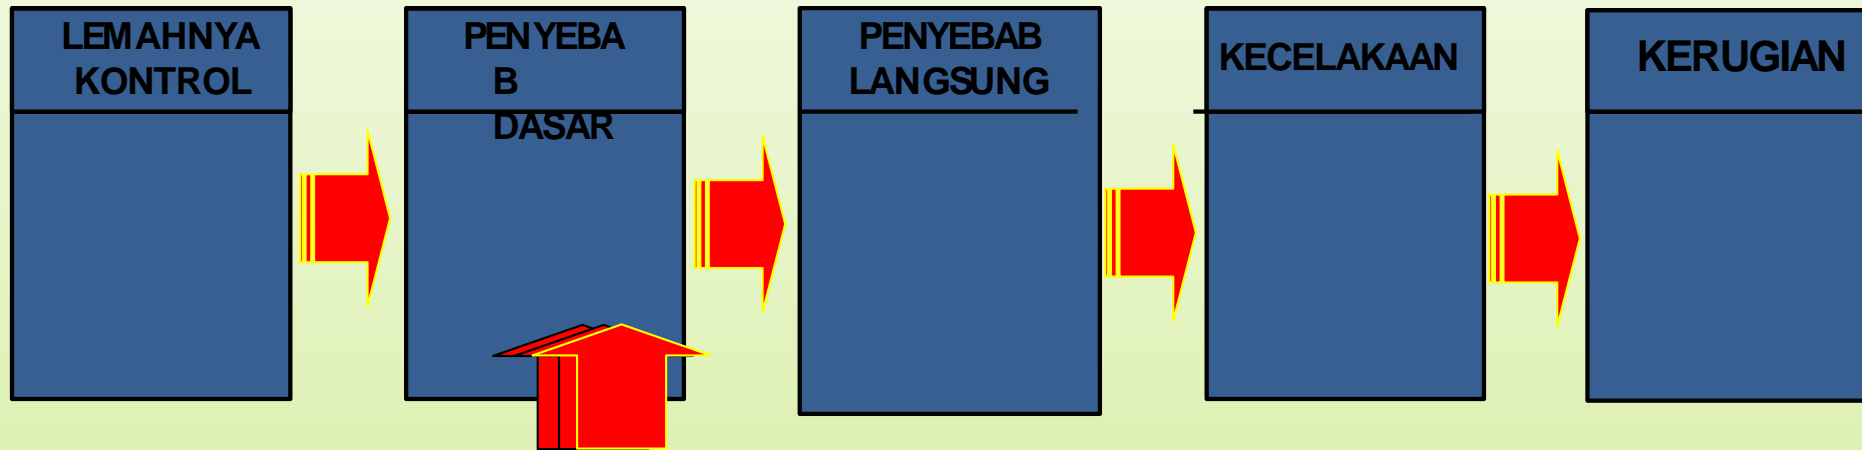 LEMAHNYA
KONTROL
PENYEBA
B
DASAR
PENYEBAB
LANGSUNG
KECELAKAAN
KERUGIAN